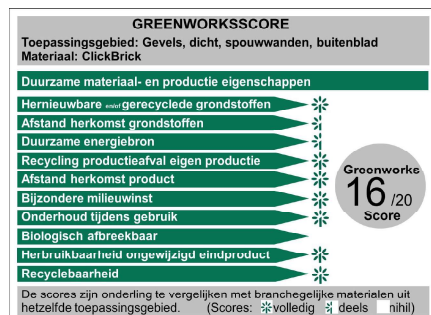 GREENWORKSSCORE
Toepassingsgebied: Gevels, dicht, spouwwanden, buitenblad
Materiaal: ClickBrick
Duurzame materiaal- en productie eigenschappen
Hernieuwbare en/of gerecyclede grondstoffen
Afstand herkomst grondstoffen
Duurzame energiebron
Recycling productieafval eigen productie
Afstand herkomst product
Bijzondere milieuwinst
Onderhoud tijdens gebruik
Biologisch afbreekbaar
Herbruikbaarheid ongewijzigd eindproduct
Recyclebaarheid
Greenworks
16/20
Score
De scores zijn onderling te vergelijken met branchegelijke materialen uit
hetzelfde toepassingsgebied. (Scores: volledig deels nihil)